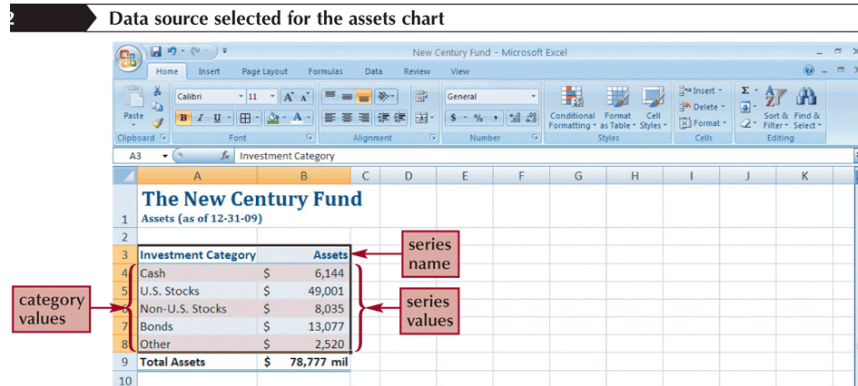 2
Data source selected for the assets chart
New Century Fund - Microsoft Excel
Home Insert Page Layout Formulas Data Review View
Calibri 11 A A General Insert Σ
Paste B I U A $ % , Conditional Format Cell Delete Sort & Find &
Formatting as Table Styles Format Filter Select
Clipboard Font Alignment Number Styles Cells Editing
A3 fx Investment Category
A B C D E F G H I J K
The New Century Fund
1 Assets (as of 12-31-09)
2
3 Investment Category Assets
series name
4 Cash $ 6,144
5 U.S. Stocks $ 49,001
category values
6 Non-U.S. Stocks $ 8,035
series values
7 Bonds $ 13,077
8 Other $ 2,520
9 Total Assets $ 78,777 mil
10